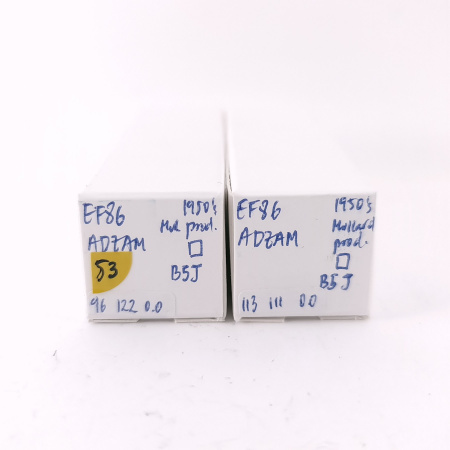 EF86 1950's
Mul prod.
ADZAM □
53 B5J
96 122 0.0
EF86 1950's
Mullard
ADZAM prod.
□
B5J
113 111 0.0